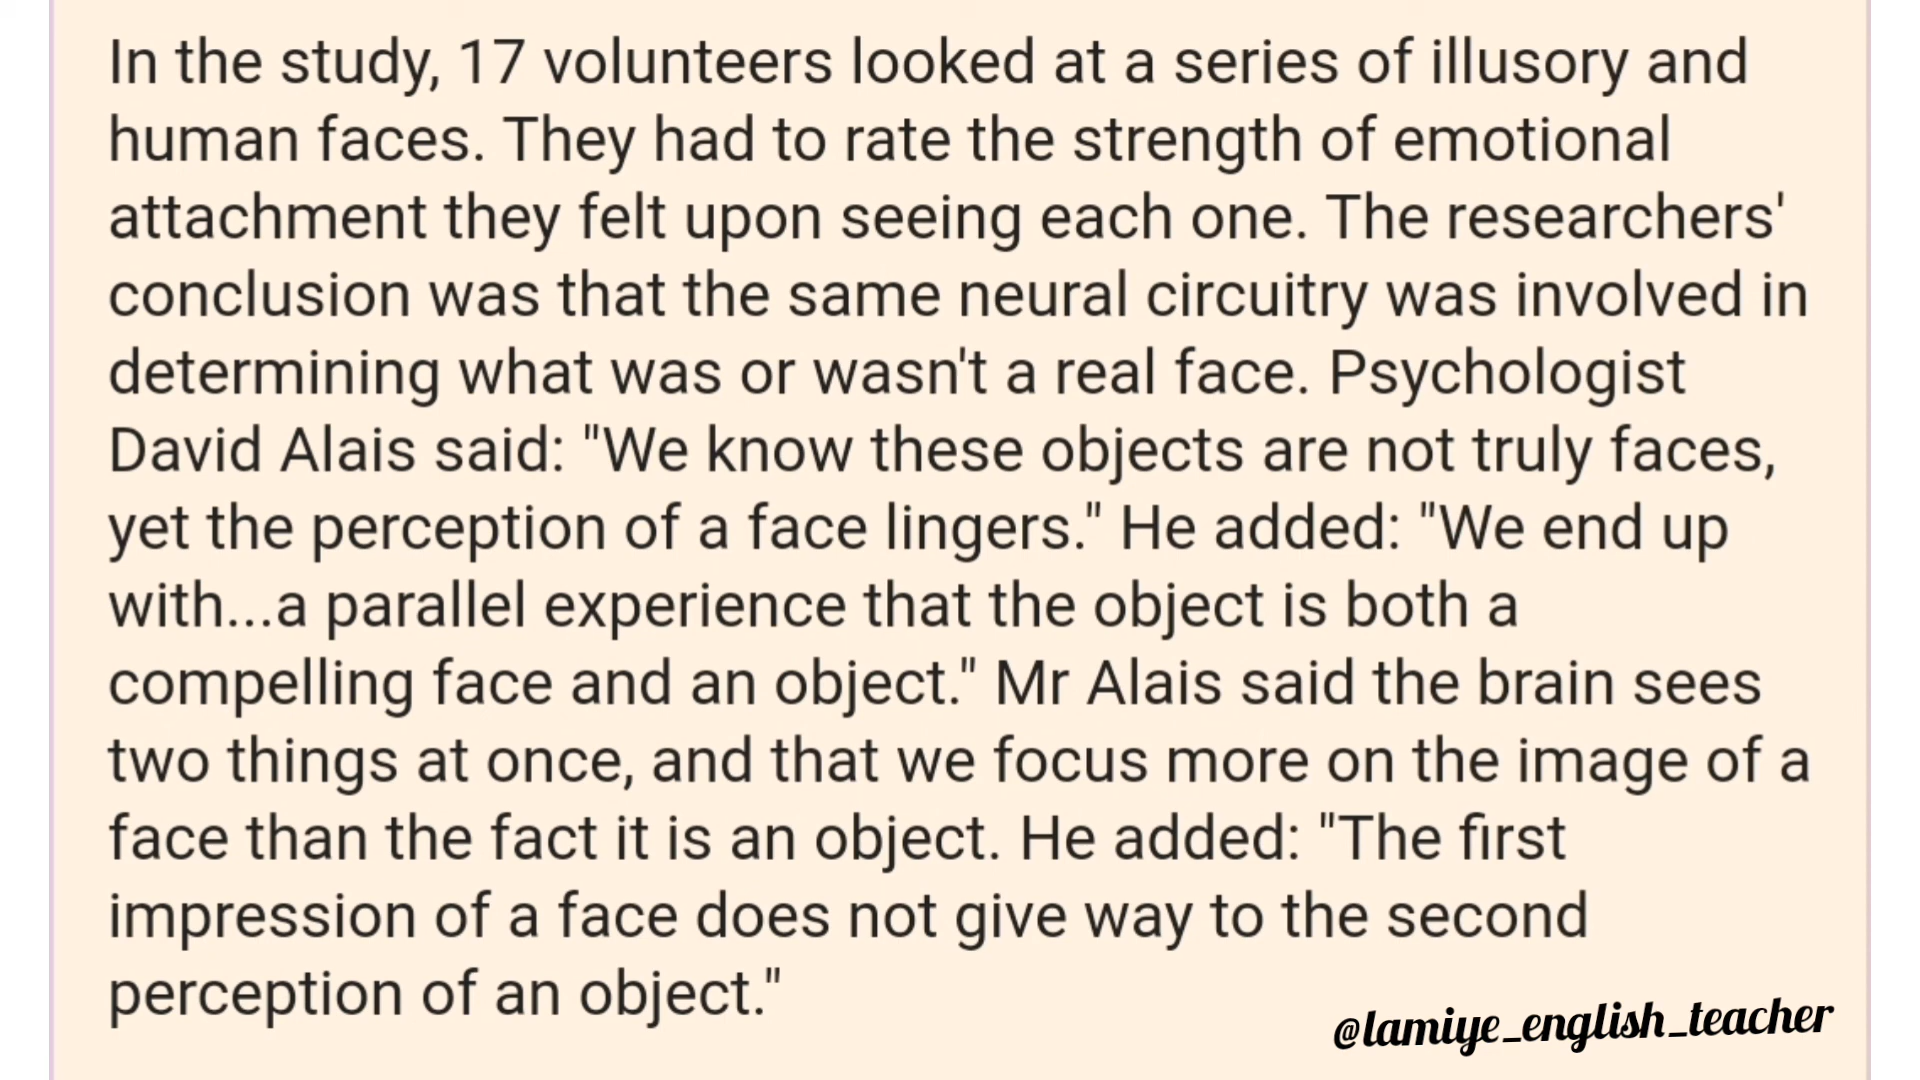 In the study, 17 volunteers looked at a series of illusory and
human faces. They had to rate the strength of emotional
attachment they felt upon seeing each one. The researchers'
conclusion was that the same neural circuitry was involved in
determining what was or wasn't a real face. Psychologist
David Alais said: "We know these objects are not truly faces,
yet the perception of a face lingers." He added: "We end up
with...a parallel experience that the object is both a
compelling face and an object." Mr Alais said the brain sees
two things at once, and that we focus more on the image of a
face than the fact it is an object. He added: "The first
impression of a face does not give way to the second
perception of an object."
@lamiye_english_teacher